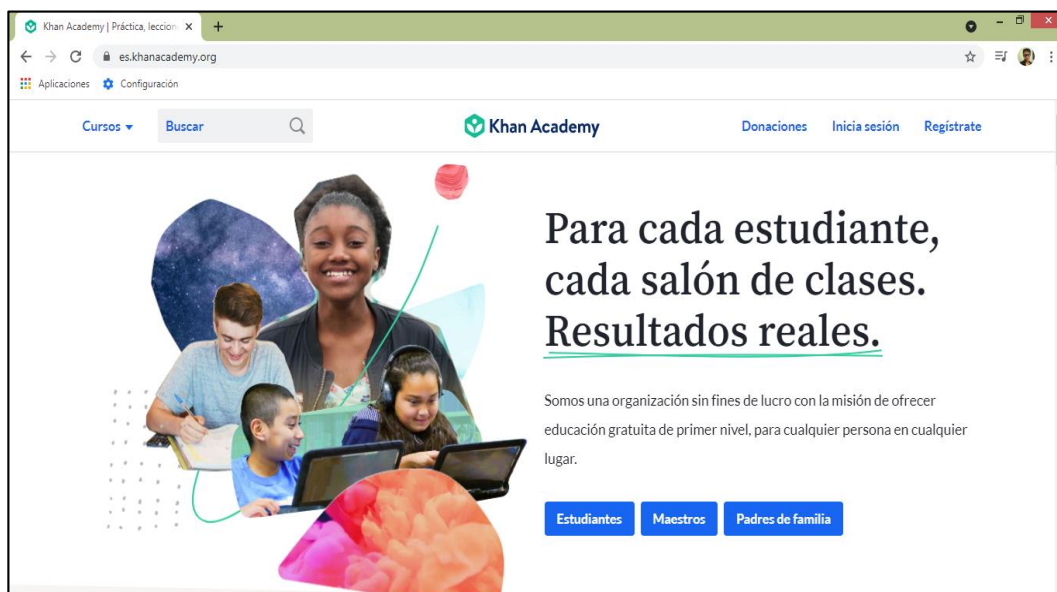 Khan Academy | Práctica, leccion
es.khanacademy.org
Aplicaciones Configuración
Cursos Buscar Khan Academy Donaciones Inicia sesión Regístrate
Para cada estudiante,
cada salón de clases.
Resultados reales.
Somos una organización sin fines de lucro con la misión de ofrecer
educación gratuita de primer nivel, para cualquier persona en cualquier
lugar.
Estudiantes Maestros Padres de familia